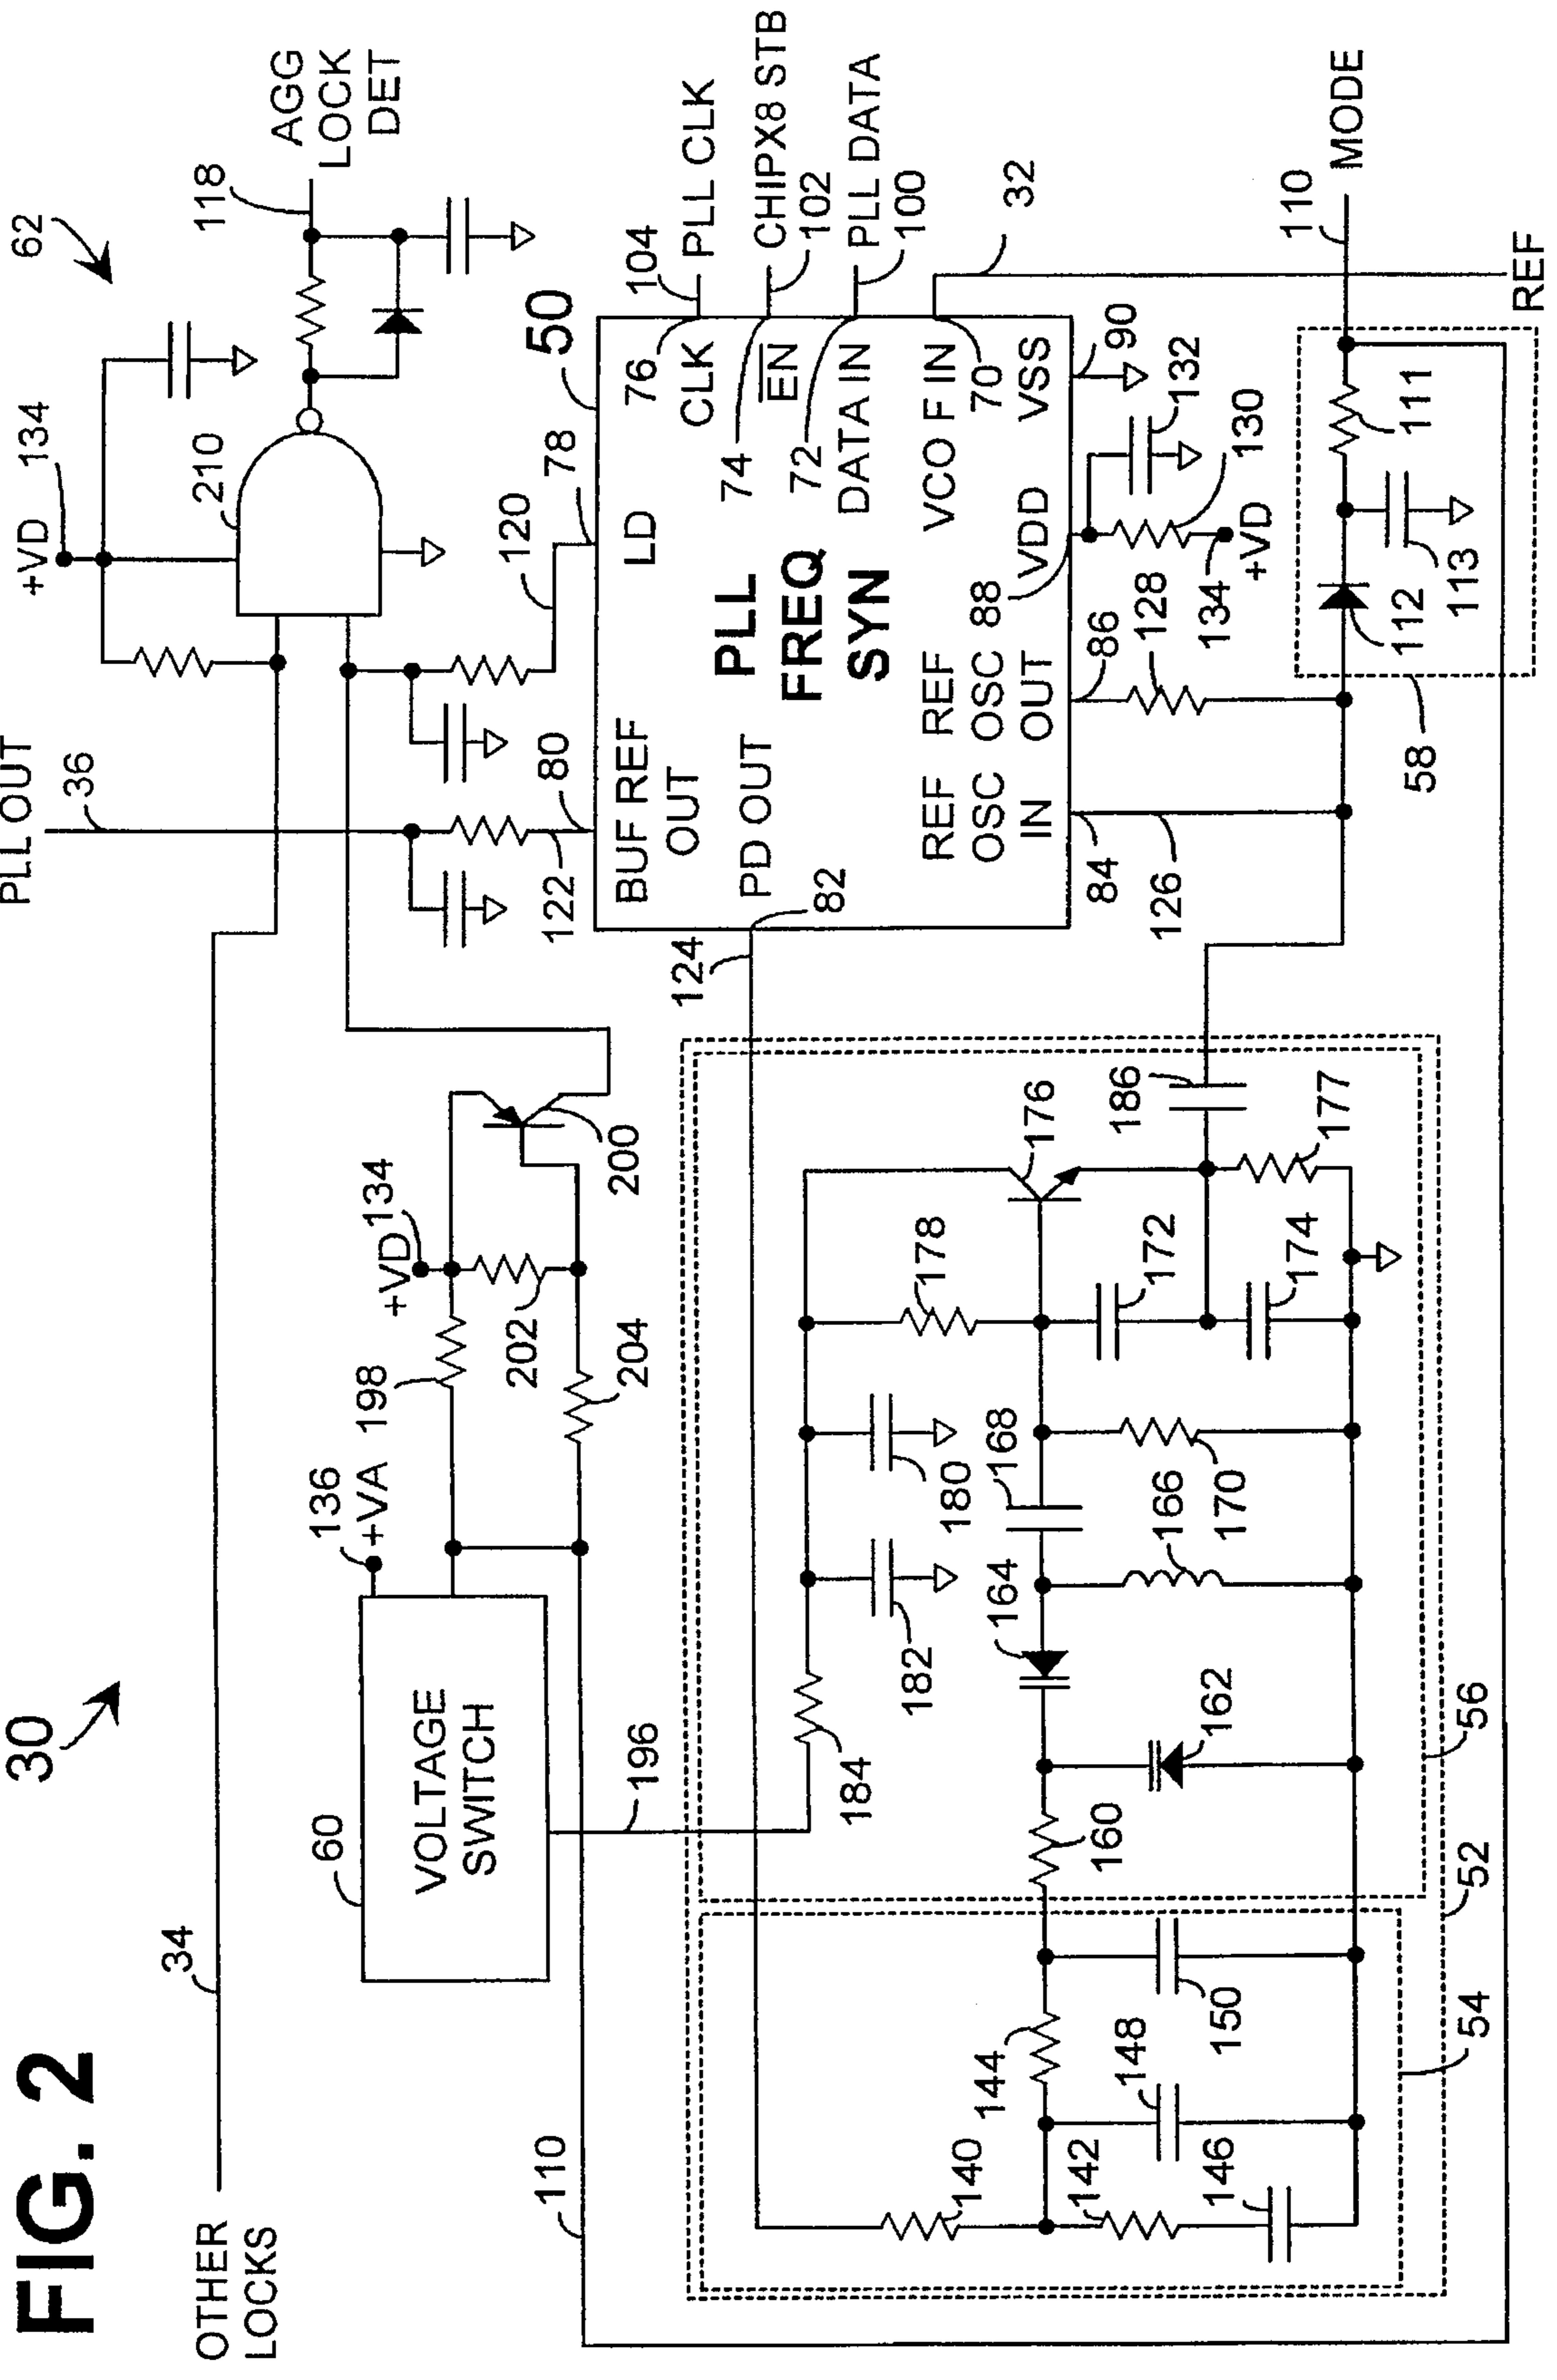 FIG. 2
30
62
OTHER
LOCKS
34
PLL OUT
36
+VD
134
210
118
AGG
LOCK
DET
60
VOLTAGE
SWITCH
136
+VA
198
+VD
134
202
204
200
196
110
120
78
80
122
50
BUF REF
OUT
LD
76
CLK
104
PLL CLK
74
EN
CHIPX8 STB
102
72
DATA IN
PLL DATA
100
PD OUT
82
124
PLL
FREQ
SYN
VCO F IN
70
32
REF
OSC
IN
REF
OSC
OUT
VDD
VSS
84
126
86
128
88
130
132
90
134
+VD
110
MODE
111
112
113
58
REF
140
142
144
146
148
150
54
52
56
160
162
164
166
168
170
172
174
176
177
178
180
182
184
186